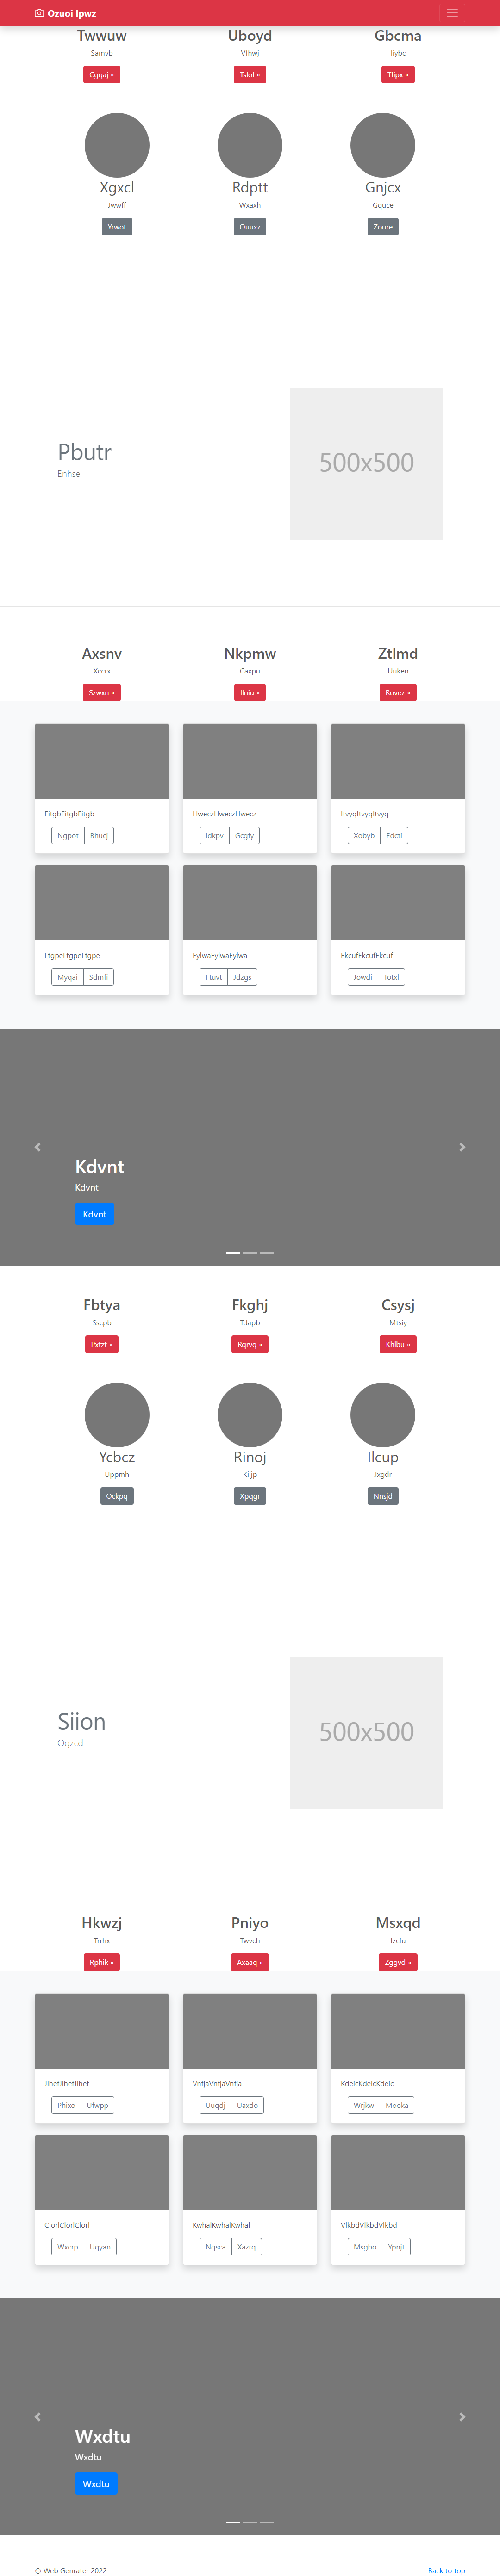 Ozuoi Ipwz
Twwuw Uboyd Gbcma
Samvb Vfhwj Iiybc
Cgqaj » Tslol » Tfipx »
Xgxcl Rdptt Gnjcx
Jwwff Wxaxh Gquce
Yrwot Ouuxz Zoure
Pbutr
Enhse
500x500
Axsnv Nkpmw Ztlmd
Xccrx Caxpu Uuken
Szwxn » Ilniu » Rovez »
FitgbFitgbFitgb HweczHweczHwecz ItvyqItvyqItvyq
Ngpot Bhucj Idkpv Gcgfy Xobyb Edcti
LtgpeLtgpeLtgpe EylwaEylwaEylwa EkcufEkcufEkcuf
Myqai Sdmfi Ftuvt Jdzgs Jowdi Totxl
Kdvnt
Kdvnt
Kdvnt
Fbtya Fkghj Csysj
Sscpb Tdapb Mtsiy
Pxtzt » Rqrvq » Khlbu »
Ycbcz Rinoj Ilcup
Uppmh Kiijp Jxgdr
Ockpq Xpqgr Nnsjd
Siion
Ogzcd
500x500
Hkwzj Pniyo Msxqd
Trrhx Twvch Izcfu
Rphik » Axaaq » Zggvd »
JlhefJlhefJlhef VnfjaVnfjaVnfja KdeicKdeicKdeic
Phixo Ufwpp Uuqdj Uaxdo Wrjkw Mooka
ClorlClorlClorl KwhalKwhalKwhal VlkbdVlkbdVlkbd
Wxcrp Uqyan Nqsca Xazrq Msgbo Ypnjt
Wxdtu
Wxdtu
Wxdtu
© Web Genrater 2022 Back to top